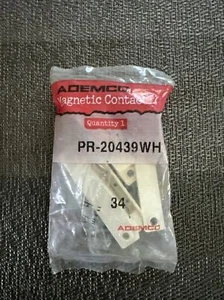 ADEMCO
Magnetic Contact
Quantity 1
PR-20439WH
34
ADEMCO